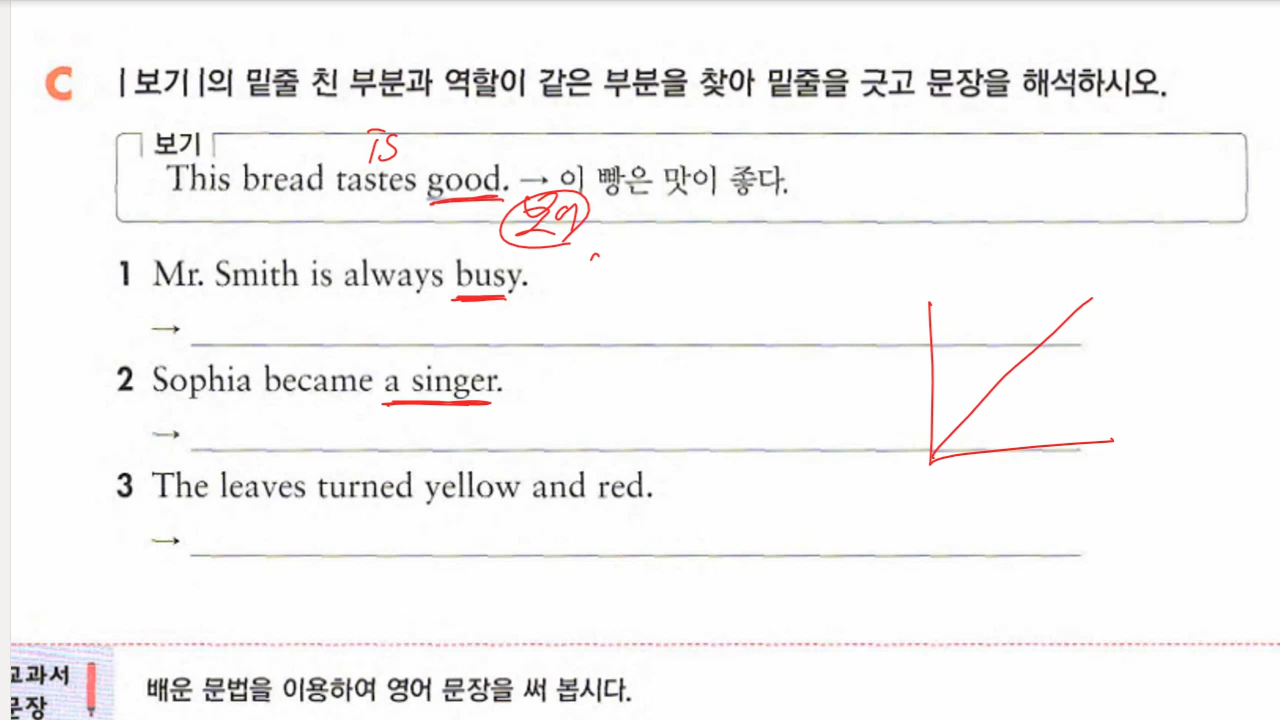 C |보기|의 밑줄 친 부분과 역할이 같은 부분을 찾아 밑줄을 긋고 문장을 해석하시오.
보기
is
This bread tastes good. → 이 빵은 맛이 좋다.
보어
1 Mr. Smith is always busy.
→
2 Sophia became a singer.
→
3 The leaves turned yellow and red.
→
교과서
문장
배운 문법을 이용하여 영어 문장을 써 봅시다.